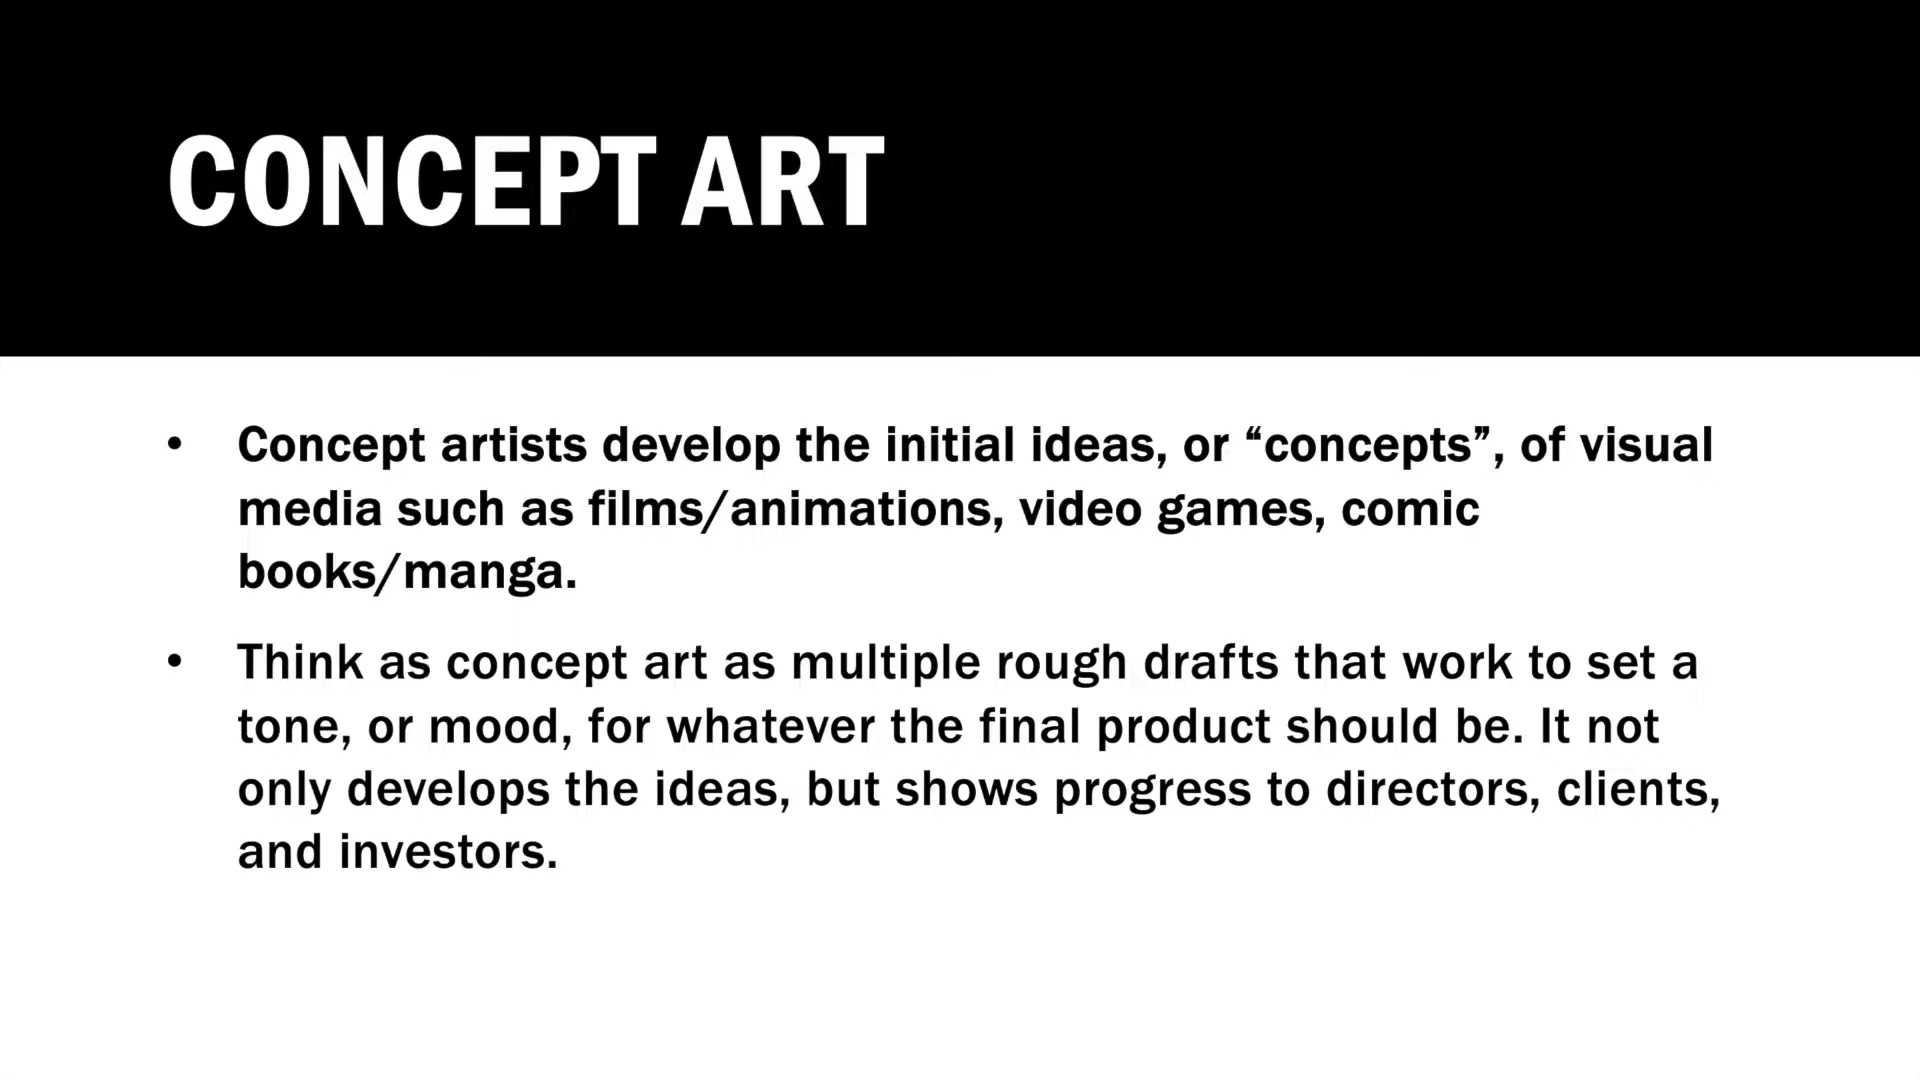 CONCEPT ART
• Concept artists develop the initial ideas, or “concepts”, of visual
media such as films/animations, video games, comic
books/manga.
• Think as concept art as multiple rough drafts that work to set a
tone, or mood, for whatever the final product should be. It not
only develops the ideas, but shows progress to directors, clients,
and investors.